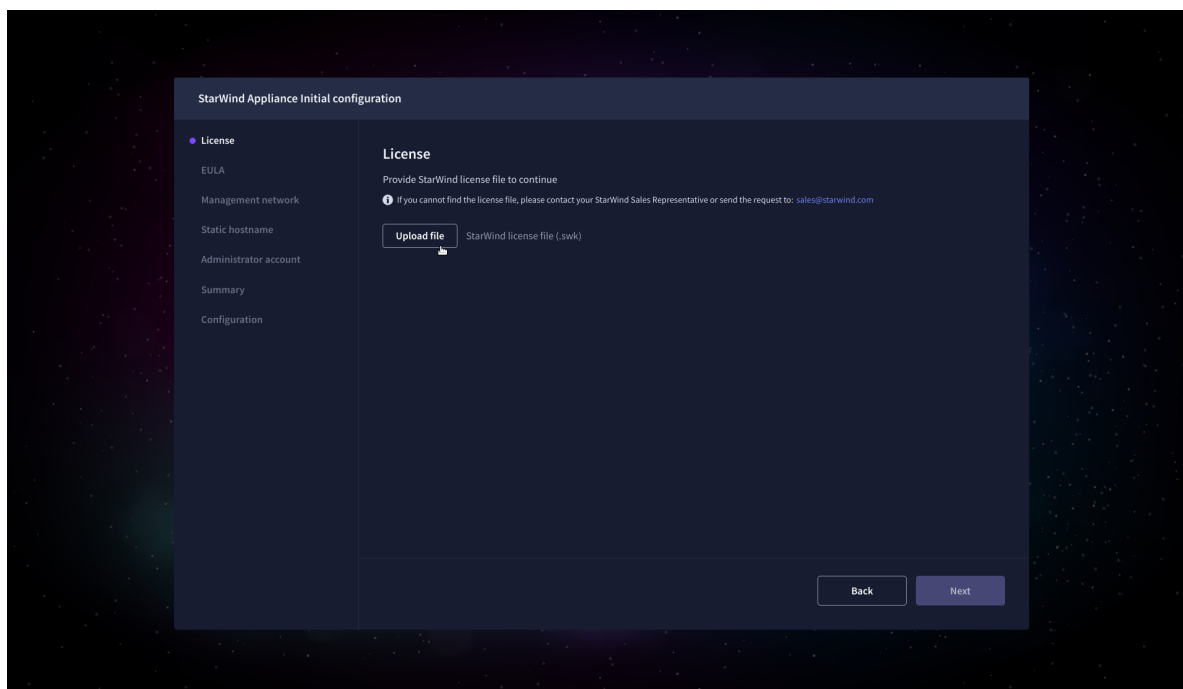 StarWind Appliance Initial configuration
License
EULA
Management network
Static hostname
Administrator account
Summary
Configuration
License
Provide StarWind license file to continue
If you cannot find the license file, please contact your StarWind Sales Representative or send the request to: sales@starwind.com
Upload file StarWind license file (.swk)
Back Next